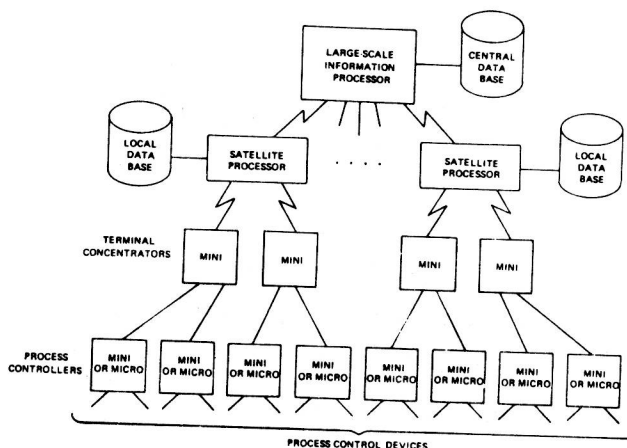 LARGE-SCALE
INFORMATION
PROCESSOR
CENTRAL
DATA
BASE
LOCAL
DATA
BASE
SATELLITE
PROCESSOR
. . . .
SATELLITE
PROCESSOR
LOCAL
DATA
BASE
TERMINAL
CONCENTRATORS
MINI
MINI
MINI
MINI
PROCESS
CONTROLLERS
MINI
OR MICRO
MINI
OR MICRO
MINI
OR MICRO
MINI
OR MICRO
MINI
OR MICRO
MINI
OR MICRO
MINI
OR MICRO
MINI
OR MICRO
PROCESS CONTROL DEVICES